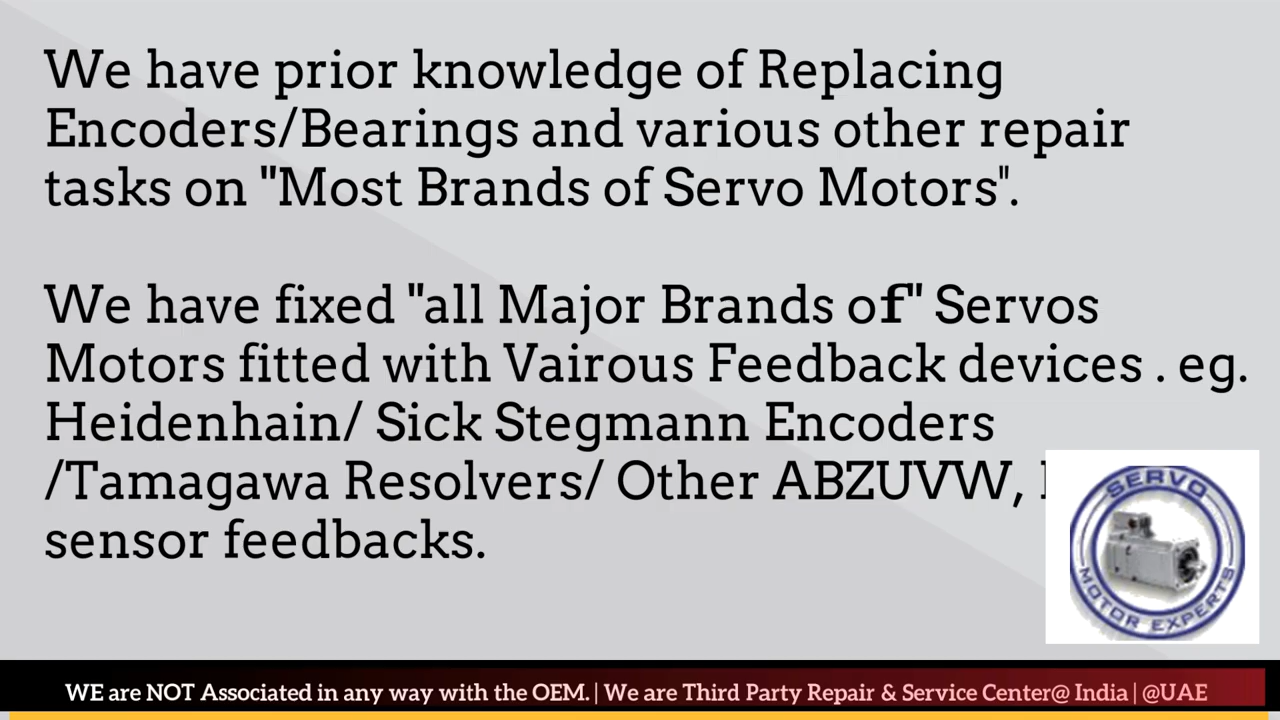 We have prior knowledge of Replacing
Encoders/Bearings and various other repair
tasks on "Most Brands of Servo Motors".
We have fixed "all Major Brands of" Servos
Motors fitted with Vairous Feedback devices . eg.
Heidenhain/ Sick Stegmann Encoders
/Tamagawa Resolvers/ Other ABZUVW,
sensor feedbacks.
SERVO
MOTOR EXPERTS
WE are NOT Associated in any way with the OEM. | We are Third Party Repair & Service Center@ India | @UAE